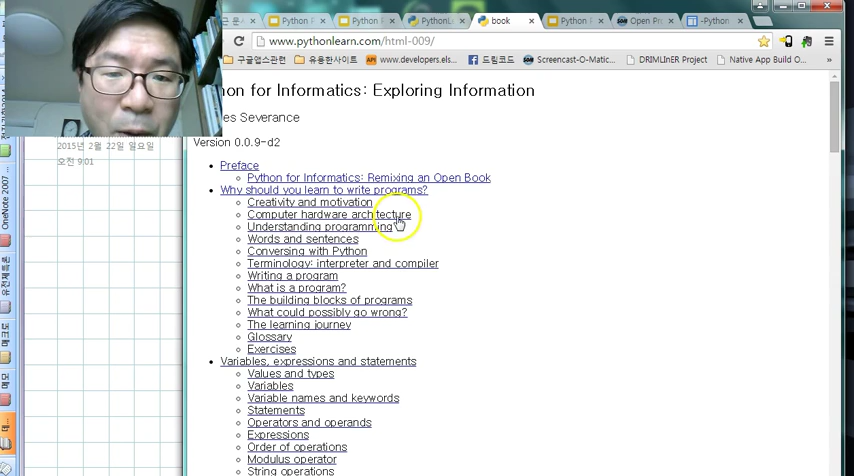 Python P
Python F
PythonL
book
Python P
Open Pro
-Python
www.pythonlearn.com/html-009/
구글앱스관련
유용한사이트
www.developers.els...
드림코딩
Screencast-O-Matic...
DRIMLINER Project
Native App Build O...
hon for Informatics: Exploring Information
es Severance
Version 0.0.9-d2
2015년 2월 22일 일요일
오전 9:01
Preface
Python for Informatics: Remixing an Open Book
Why should you learn to write programs?
Creativity and motivation
Computer hardware architecture
Understanding programming
Words and sentences
Conversing with Python
Terminology: interpreter and compiler
Writing a program
What is a program?
The building blocks of programs
What could possibly go wrong?
The learning journey
Glossary
Exercises
Variables, expressions and statements
Values and types
Variables
Variable names and keywords
Statements
Operators and operands
Expressions
Order of operations
Modulus operator
String operations
OneNote 2007